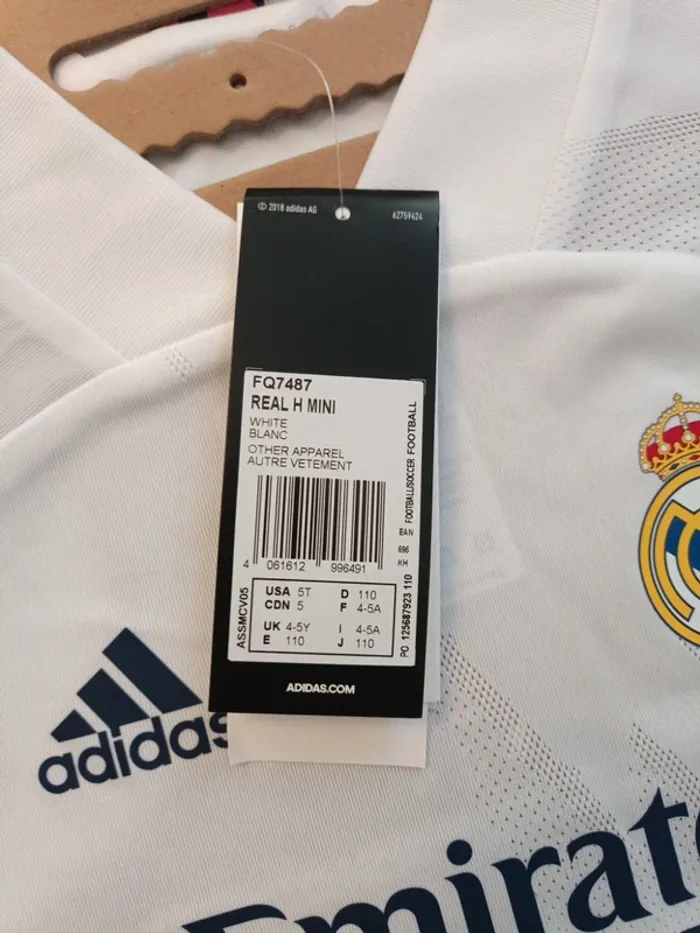 © 2018 adidas AG
62759424
FQ7487
REAL H MINI
WHITE
BLANC
OTHER APPAREL
AUTRE VETEMENT
4 061612 996491
USA 5T D 110
CDN 5 F 4-5A
UK 4-5Y I 4-5A
E 110 J 110
ASSMCV05
FOOTBALL/SOCCER FOOTBALL
EAN
696
KH
PO 125687923 110
ADIDAS.COM
adidas
Emirat